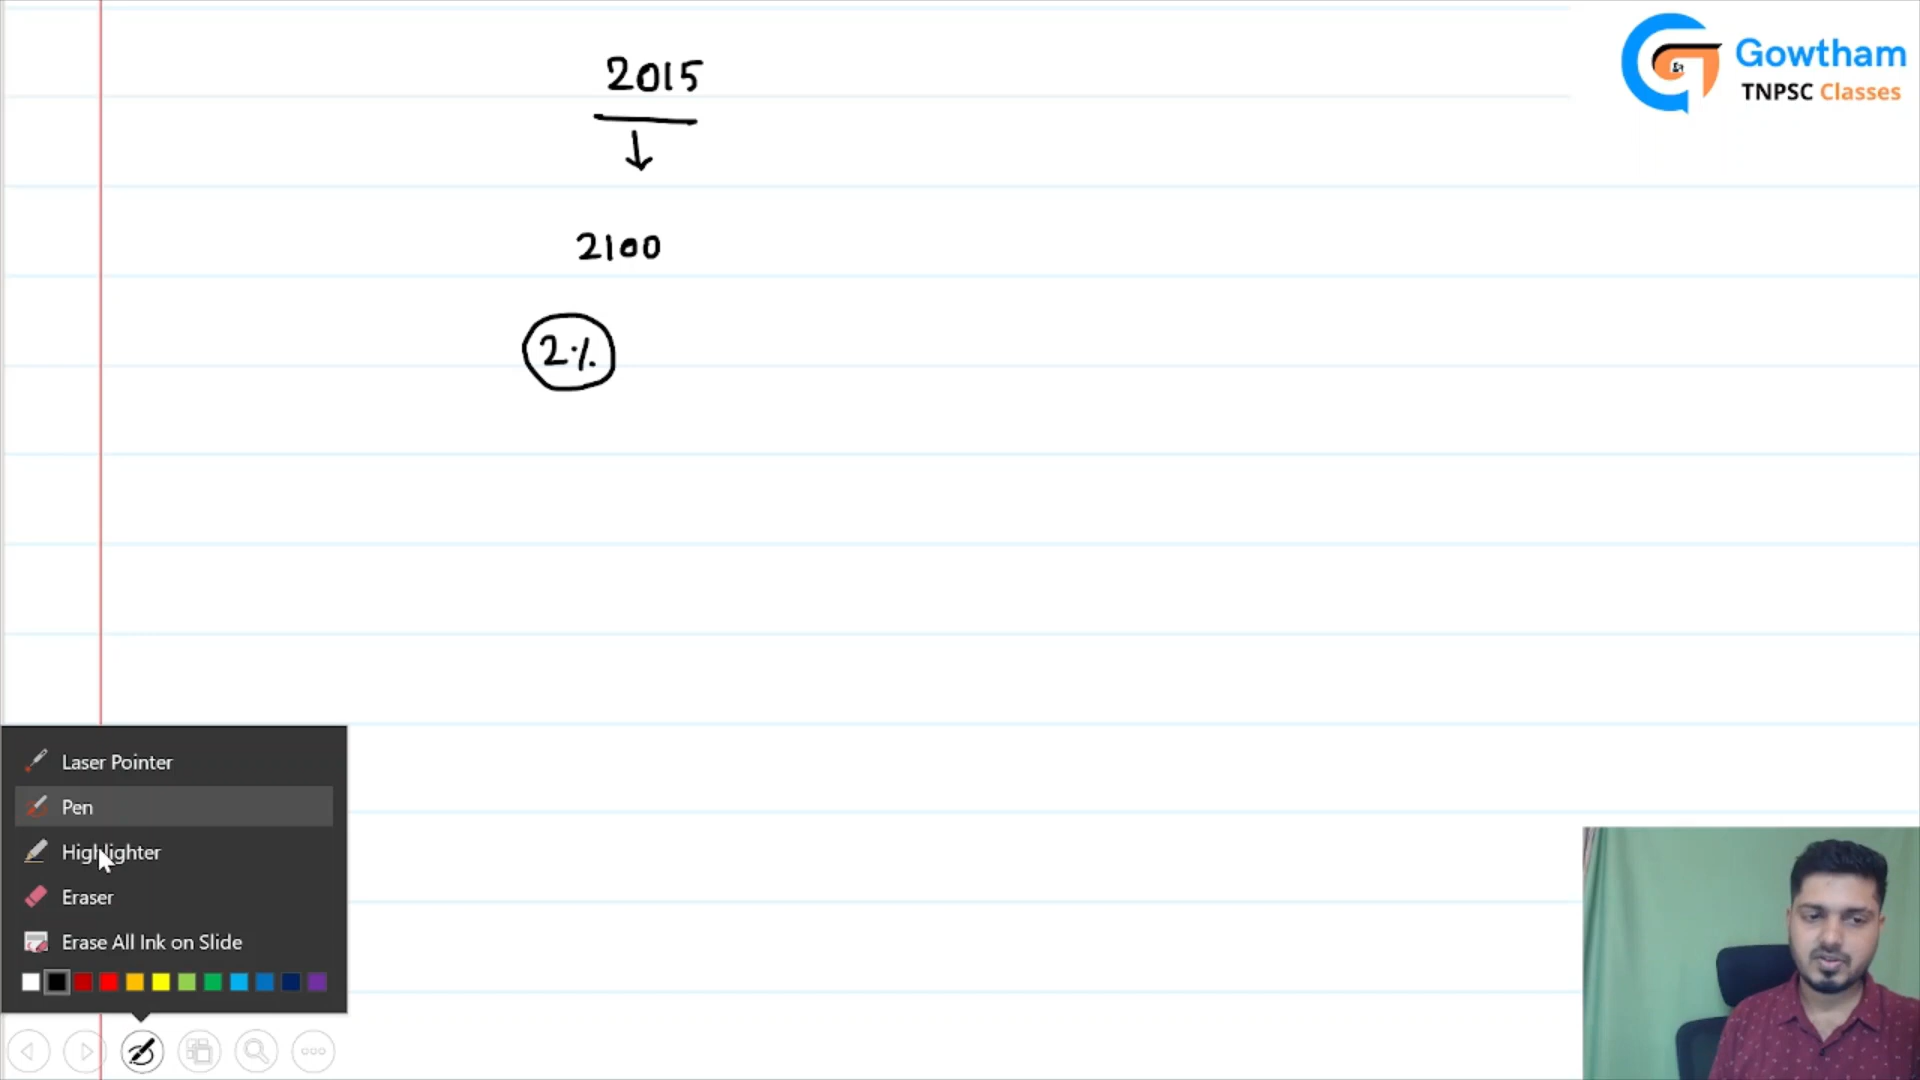 2015
2100
2%
Gowtham
TNPSC Classes
Laser Pointer
Pen
Highlighter
Eraser
Erase All Ink on Slide